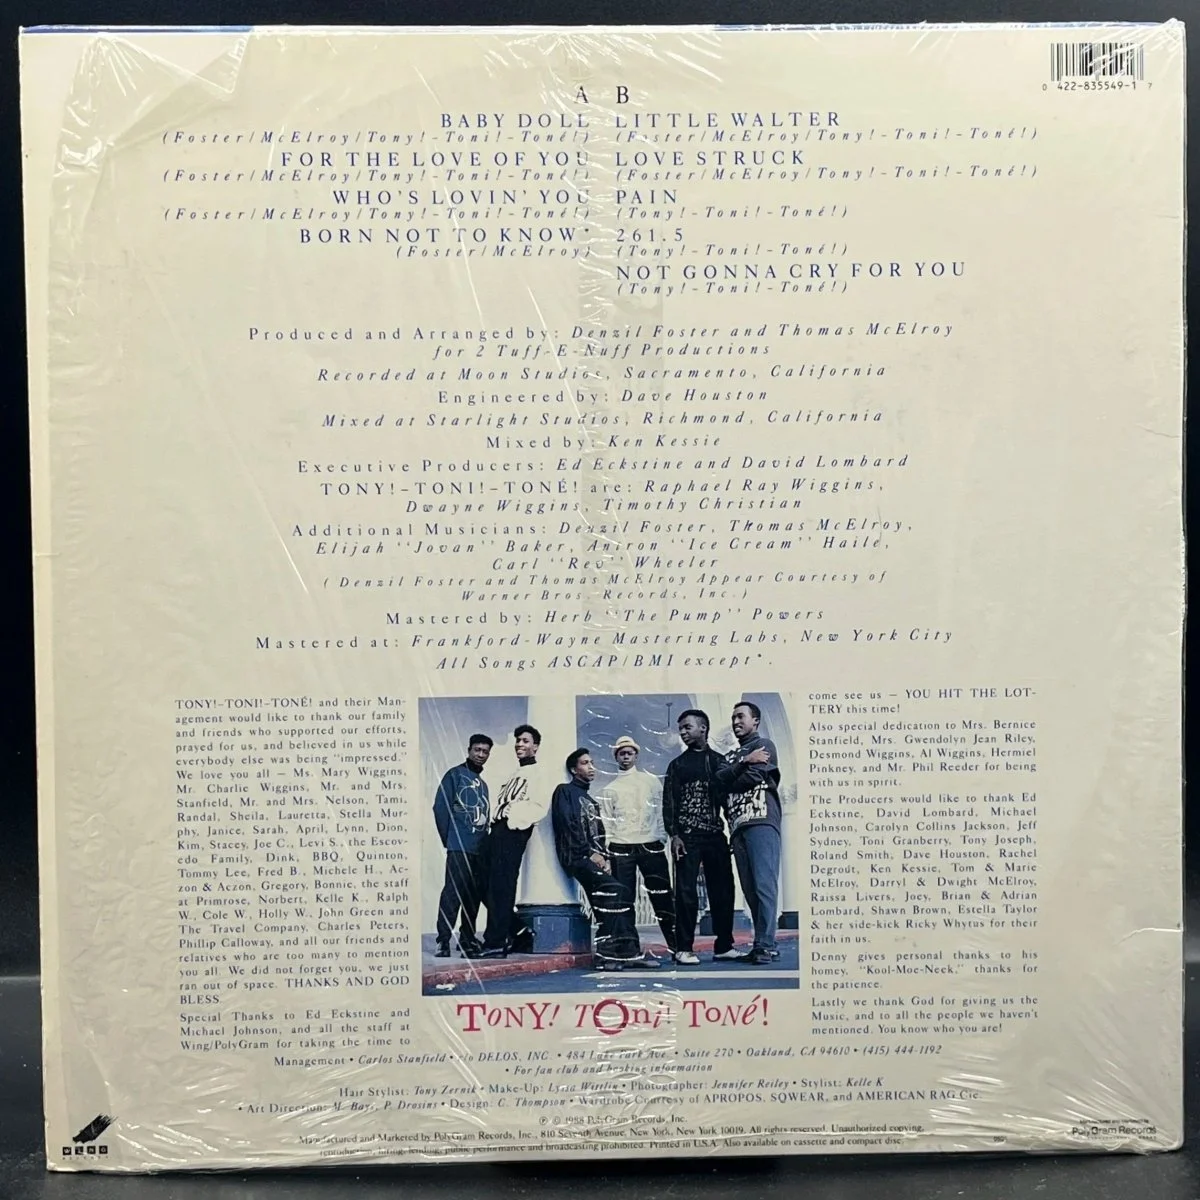 0 422-835549-1 7
A B
BABY DOLL LITTLE WALTER
(Foster/McElroy/Tony!-Toni!-Toné!) (Foster/McElroy/Tony!-Toni!-Toné!)
FOR THE LOVE OF YOU LOVE STRUCK
(Foster/McElroy/Tony!-Toni!-Toné!) (Foster/McElroy/Tony!-Toni!-Toné!)
WHO'S LOVIN' YOU PAIN
(Foster/McElroy/Tony!-Toni!-Toné!) (Tony!-Toni!-Toné!)
BORN NOT TO KNOW* 261.5
(Foster/McElroy) (Tony!-Toni!-Toné!)
NOT GONNA CRY FOR YOU
(Tony!-Toni!-Toné!)
Produced and Arranged by: Denzil Foster and Thomas McElroy
for 2 Tuff-E-Nuff Productions
Recorded at Moon Studios, Sacramento, California
Engineered by: Dave Houston
Mixed at Starlight Studios, Richmond, California
Mixed by: Ken Kessie
Executive Producers: Ed Eckstine and David Lombard
TONY!-TONI!-TONÉ! are: Raphael Ray Wiggins,
Dwayne Wiggins, Timothy Christian
Additional Musicians: Denzil Foster, Thomas McElroy,
Elijah "Jovan" Baker, Antron "Ice Cream" Haile,
Carl "Rev" Wheeler
(Denzil Foster and Thomas McElroy Appear Courtesy of
Warner Bros. Records, Inc.)
Mastered by: Herb "The Pump" Powers
Mastered at: Frankford-Wayne Mastering Labs, New York City
All Songs ASCAP/BMI except*.
TONY!-TONI!-TONÉ! and their Man-
agement would like to thank our family
and friends who supported our efforts,
prayed for us, and believed in us while
everybody else was being "impressed."
We love you all — Ms. Mary Wiggins,
Mr. Charlie Wiggins, Mr. and Mrs.
Stanfield, Mr. and Mrs. Nelson, Tami,
Randal, Sheila, Lauretta, Stella Mur-
phy, Janice, Sarah, April, Lynn, Dion,
Kim, Stacey, Joe C., Levi S., the Escov-
edo Family, Dink, BBQ, Quinton,
Tommy Lee, Fred B., Michele H., Ac-
zon & Aczon, Gregory, Bonnie, the staff
at Primrose, Norbert, Kelle K., Ralph
W., Cole W., Holly W., John Green and
The Travel Company, Charles Peters,
Phillip Calloway, and all our friends and
relatives who are too many to mention
you all. We did not forget you, we just
ran out of space. THANKS AND GOD
BLESS.
Special Thanks to Ed Eckstine and
Michael Johnson, and all the staff at
Wing/PolyGram for taking the time to
come see us — YOU HIT THE LOT-
TERY this time!
Also special dedication to Mrs. Bernice
Stanfield, Mrs. Gwendolyn Jean Riley,
Desmond Wiggins, Al Wiggins, Hermiel
Pinkney, and Mr. Phil Reeder for being
with us in spirit.
The Producers would like to thank Ed
Eckstine, David Lombard, Michael
Johnson, Carolyn Collins Jackson, Jeff
Sydney, Toni Granberry, Tony Joseph,
Roland Smith, Dave Houston, Rachel
Degrout, Ken Kessie, Tom & Marie
McElroy, Darryl & Dwight McElroy,
Raissa Livers, Joey, Brian & Adrian
Lombard, Shawn Brown, Estella Taylor
& her side-kick Ricky Whytus for their
faith in us.
Denny gives personal thanks to his
homey, "Kool-Moe-Neck," thanks for
the patience.
Lastly we thank God for giving us the
Music, and to all the people we haven't
mentioned. You know who you are!
TONY! TOni! TONé!
Management • Carlos Stanfield • c/o DELOS, INC. • 484 Lake Park Ave. • Suite 270 • Oakland, CA 94610 • (415) 444-1192
• For fan club and booking information
Hair Stylist: Tony Zernik • Make-Up: Lyssa Wittlin • Photographer: Jennifer Reiley • Stylist: Kelle K
• Art Direction: M. Bays, P. Drosins • Design: C. Thompson • Wardrobe Courtesy of APROPOS, SQWEAR, and AMERICAN RAG Cie.
℗ © 1988 PolyGram Records, Inc.
Manufactured and Marketed by PolyGram Records, Inc., 810 Seventh Avenue, New York, New York 10019. All rights reserved. Unauthorized copying,
reproduction, hiring, lending, public performance and broadcasting prohibited. Printed in U.S.A. Also available on cassette and compact disc.
WING
RECORDS
PolyGram Records